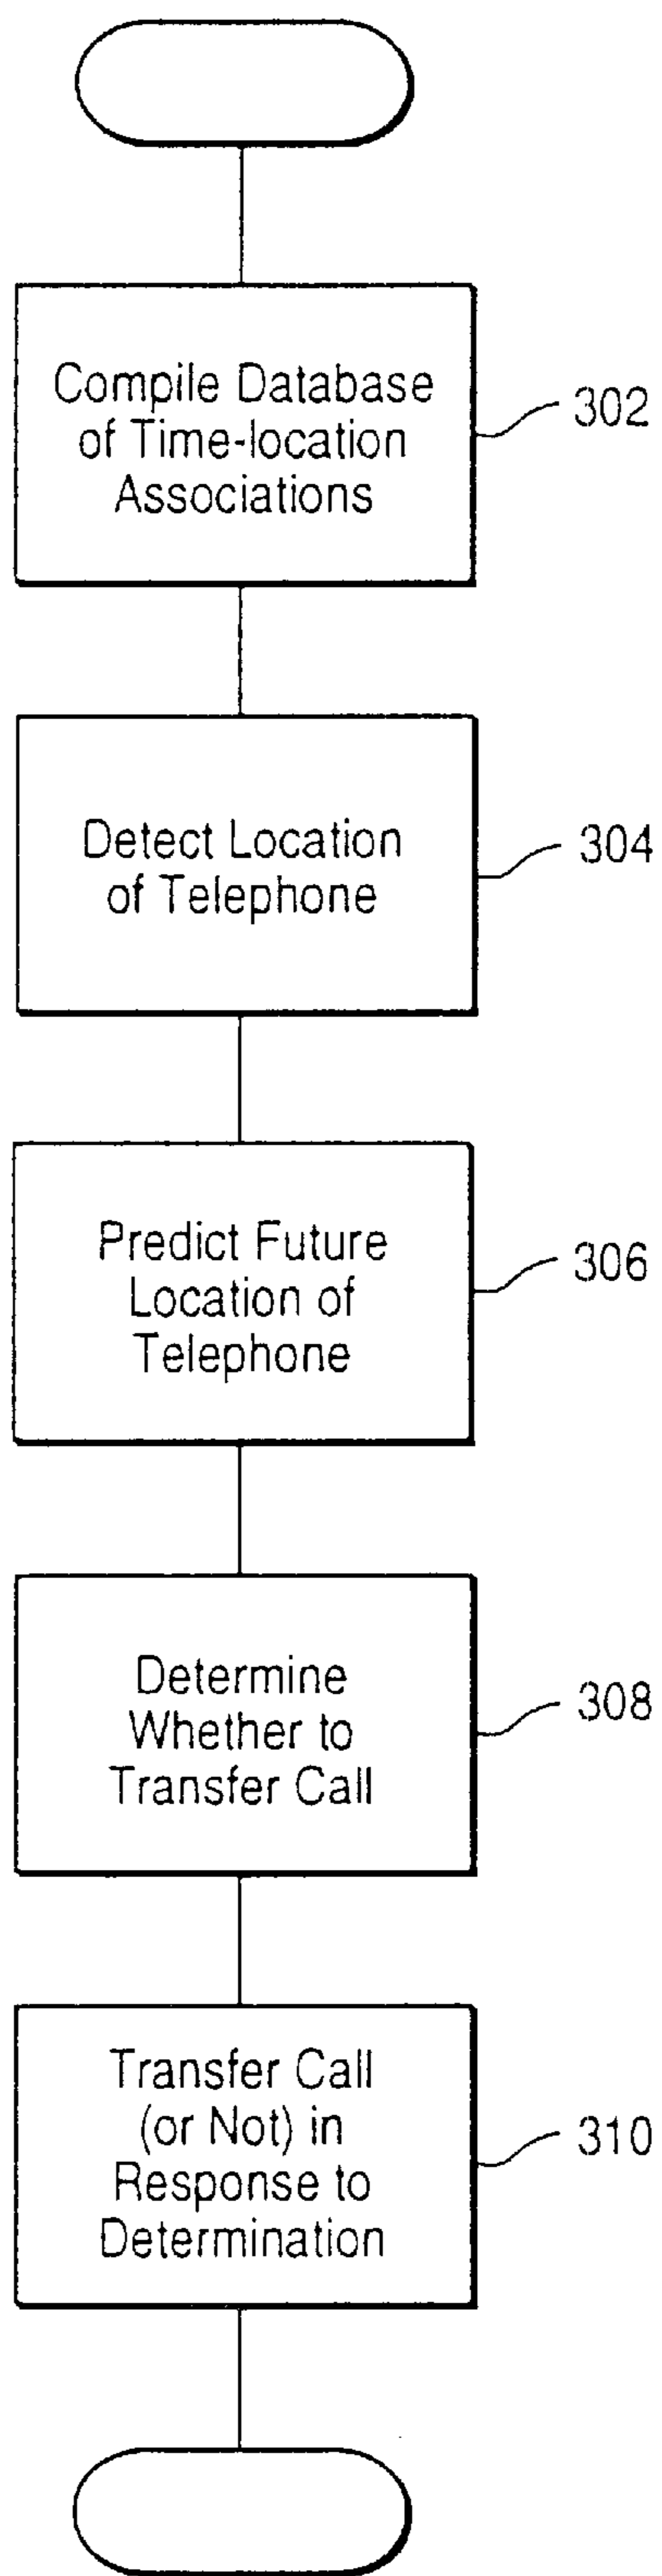 Compile Database
of Time-location
Associations
302
Detect Location
of Telephone
304
Predict Future
Location of
Telephone
306
Determine
Whether to
Transfer Call
308
Transfer Call
(or Not) in
Response to
Determination
310